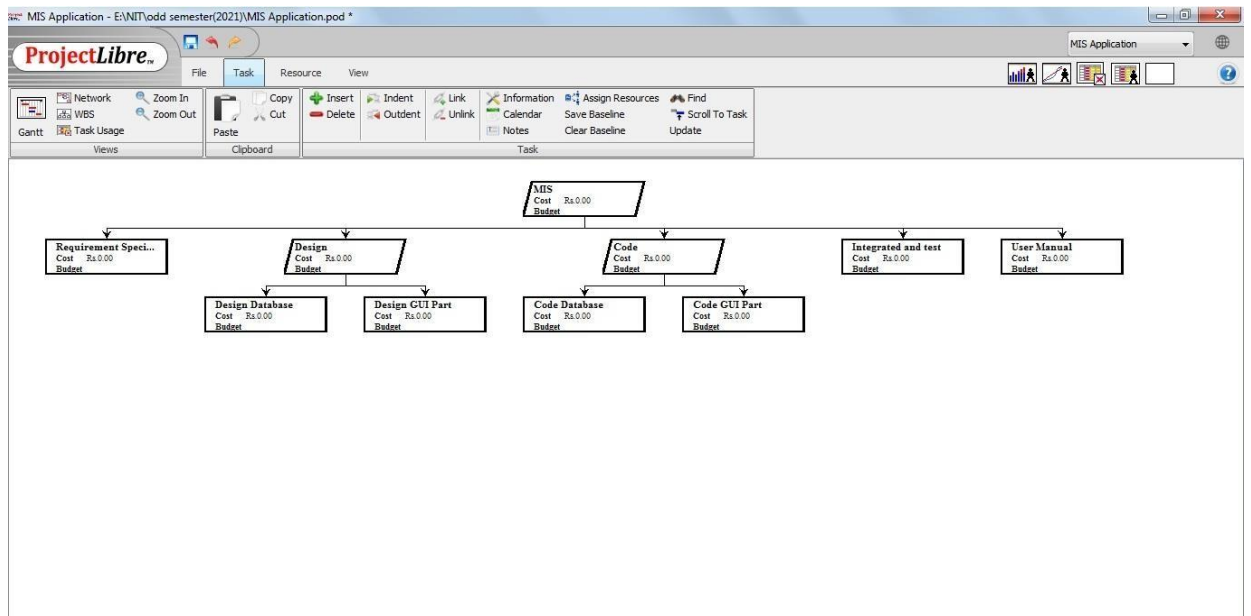 MIS Application - E:\NIT\odd semester(2021)\MIS Application.pod *
ProjectLibre™
MIS Application
File Task Resource View
Network Zoom In Copy Insert Indent Link Information Assign Resources Find
WBS Zoom Out Cut Delete Outdent Unlink Calendar Save Baseline Scroll To Task
Gantt Task Usage Paste Notes Clear Baseline Update
Views Clipboard Task
MIS
Cost Rs.0.00
Budget
Requirement Speci... Design Code Integrated and test User Manual
Cost Rs.0.00 Cost Rs.0.00 Cost Rs.0.00 Cost Rs.0.00 Cost Rs.0.00
Budget Budget Budget Budget Budget
Design Database Design GUI Part Code Database Code GUI Part
Cost Rs.0.00 Cost Rs.0.00 Cost Rs.0.00 Cost Rs.0.00
Budget Budget Budget Budget